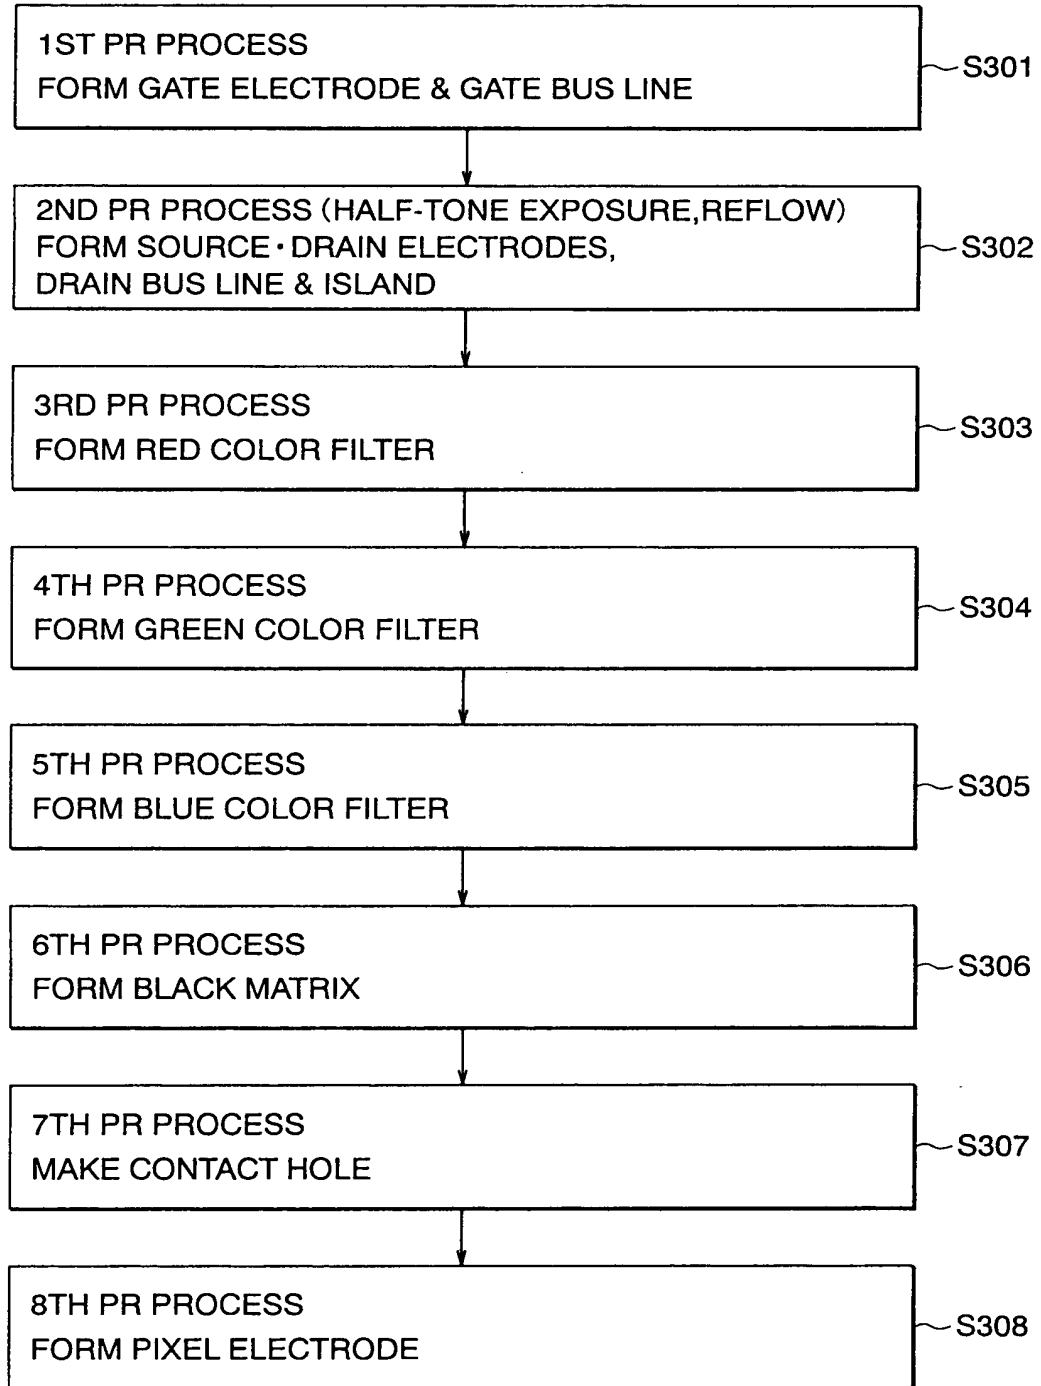 1ST PR PROCESS
FORM GATE ELECTRODE & GATE BUS LINE
S301
2ND PR PROCESS (HALF-TONE EXPOSURE,REFLOW)
FORM SOURCE・DRAIN ELECTRODES,
DRAIN BUS LINE & ISLAND
S302
3RD PR PROCESS
FORM RED COLOR FILTER
S303
4TH PR PROCESS
FORM GREEN COLOR FILTER
S304
5TH PR PROCESS
FORM BLUE COLOR FILTER
S305
6TH PR PROCESS
FORM BLACK MATRIX
S306
7TH PR PROCESS
MAKE CONTACT HOLE
S307
8TH PR PROCESS
FORM PIXEL ELECTRODE
S308